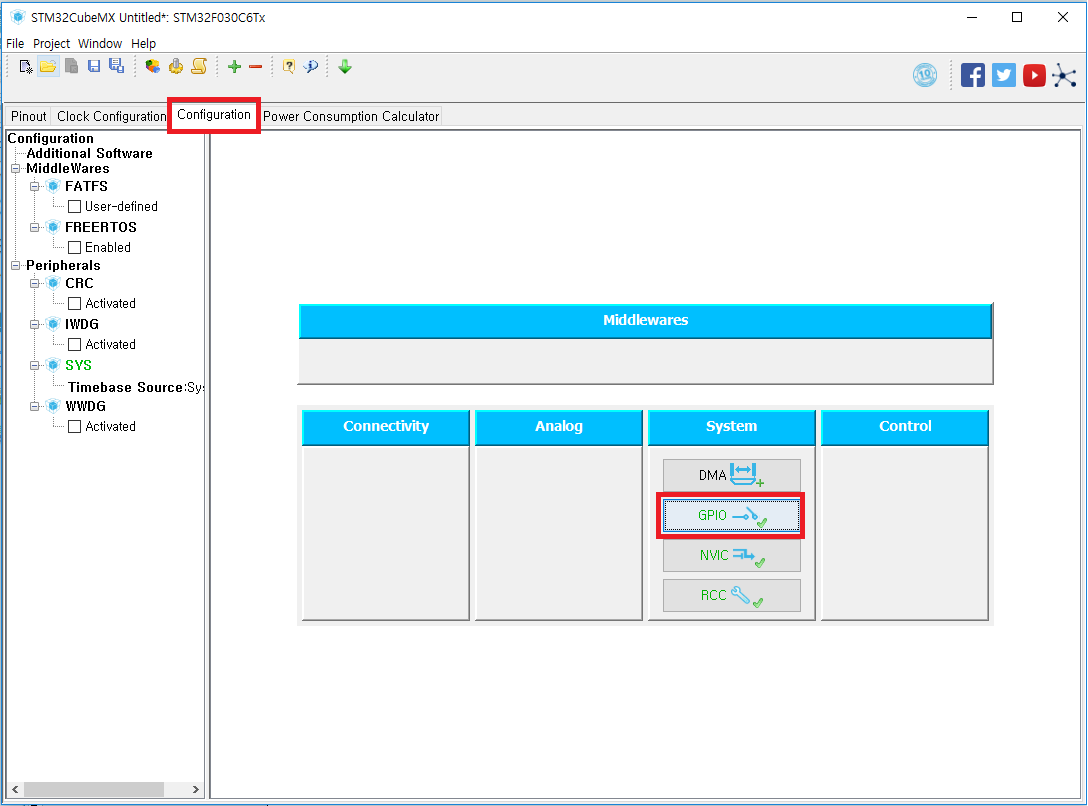 STM32CubeMX Untitled*: STM32F030C6Tx
File Project Window Help
10
Pinout Clock Configuration Configuration Power Consumption Calculator
Configuration
Additional Software
MiddleWares
FATFS
User-defined
FREERTOS
Enabled
Peripherals
CRC
Activated
IWDG
Activated
SYS
Timebase Source:Sys
WWDG
Activated
Middlewares
Connectivity Analog System Control
DMA
GPIO
NVIC
RCC